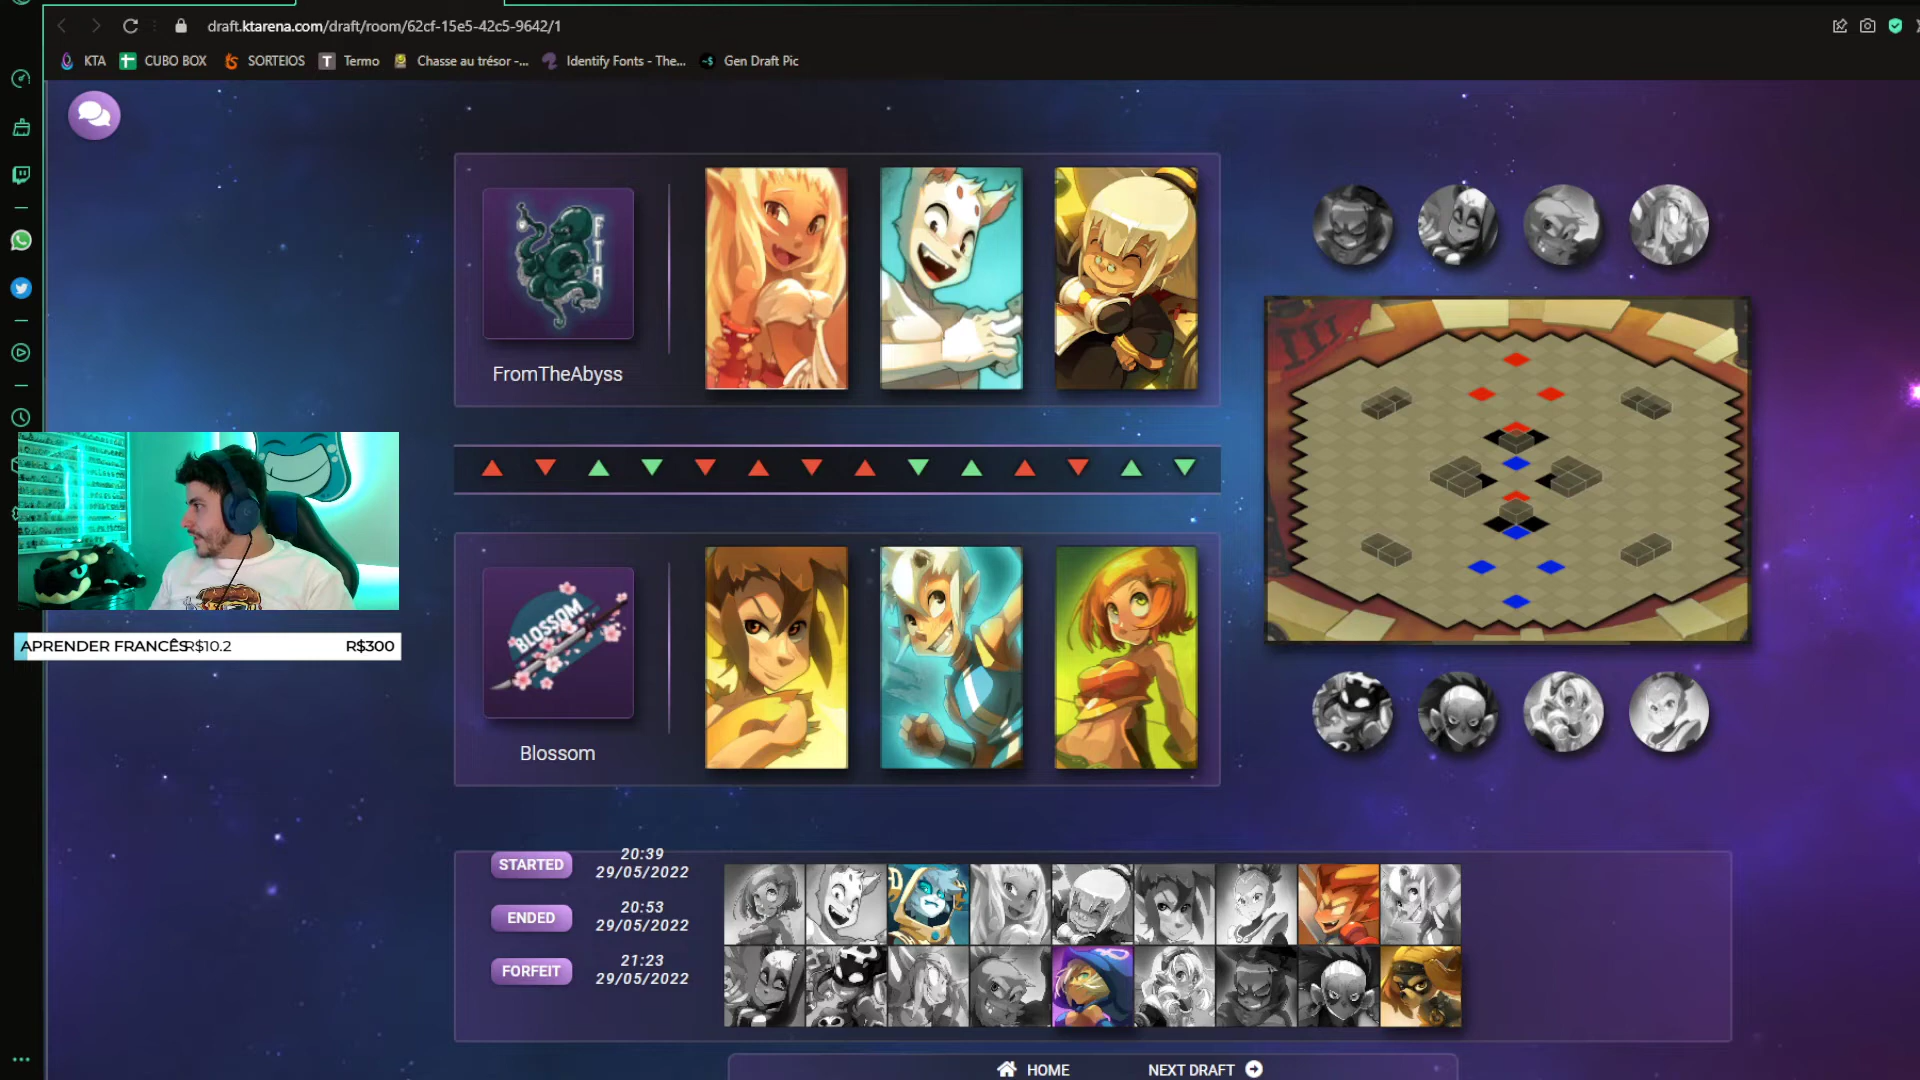 draft.ktarena.com/draft/room/62cf-15e5-42c5-9642/1
KTA
CUBO BOX
SORTEIOS
T Termo
Chasse au trésor -...
Identify Fonts - The...
~$ Gen Draft Pic
FTA
FromTheAbyss
BLOSSOM
Blossom
APRENDER FRANCÊS R$10.2 R$300
STARTED 20:39
29/05/2022
ENDED 20:53
29/05/2022
FORFEIT 21:23
29/05/2022
HOME
NEXT DRAFT